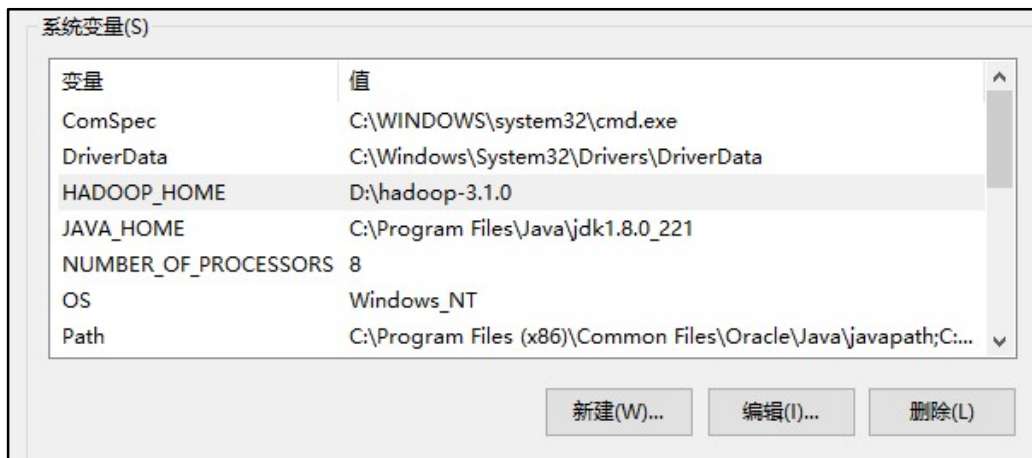 系统变量(S)
变量 值
ComSpec C:\WINDOWS\system32\cmd.exe
DriverData C:\Windows\System32\Drivers\DriverData
HADOOP_HOME D:\hadoop-3.1.0
JAVA_HOME C:\Program Files\Java\jdk1.8.0_221
NUMBER_OF_PROCESSORS 8
OS Windows_NT
Path C:\Program Files (x86)\Common Files\Oracle\Java\javapath;C:...
新建(W)... 编辑(I)... 删除(L)